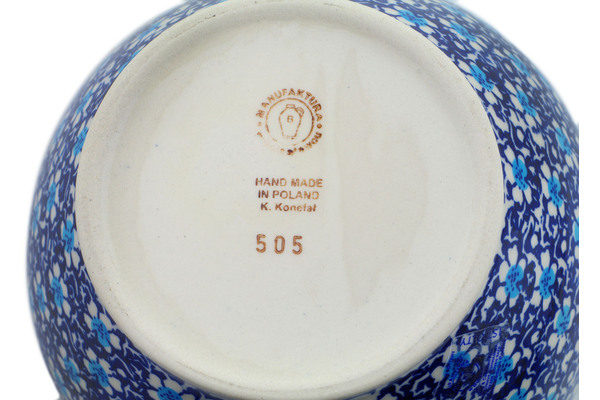 MANUFAKTURA
B
HAND MADE
IN POLAND
K. Konefal
505